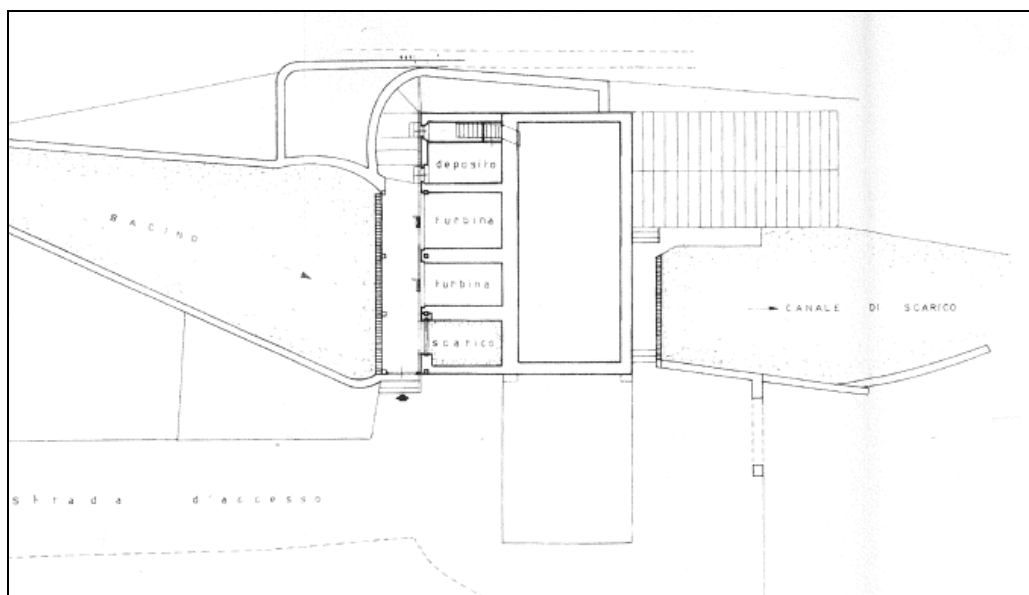 deposito
BACINO
turbina
turbina
CANALE DI SCARICO
scarico
strada d'accesso